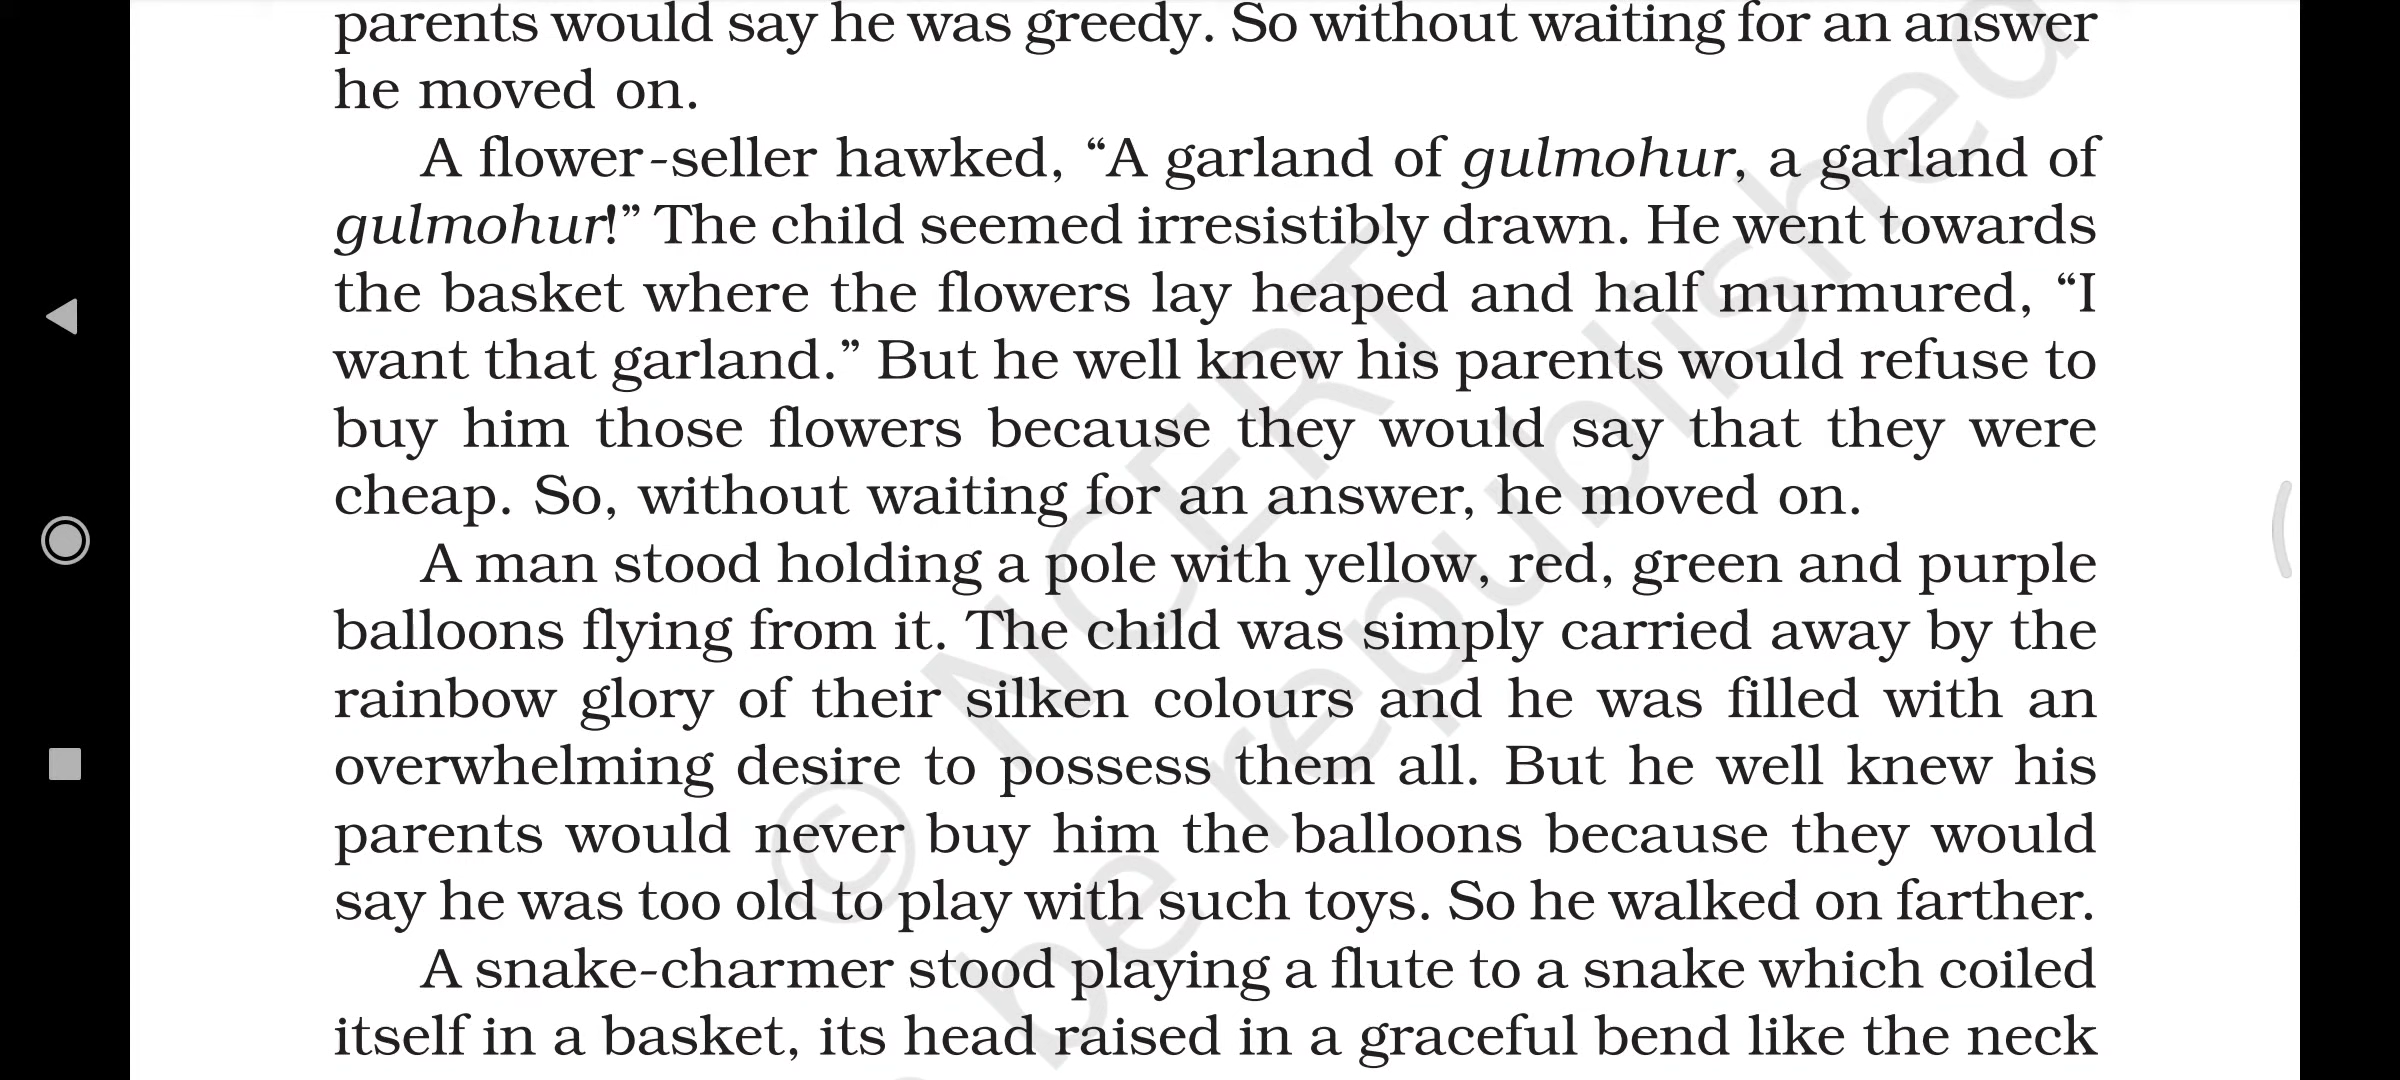 parents would say he was greedy. So without waiting for an answer
he moved on.
A flower-seller hawked, “A garland of gulmohur, a garland of
gulmohur!” The child seemed irresistibly drawn. He went towards
the basket where the flowers lay heaped and half murmured, “I
want that garland.” But he well knew his parents would refuse to
buy him those flowers because they would say that they were
cheap. So, without waiting for an answer, he moved on.
A man stood holding a pole with yellow, red, green and purple
balloons flying from it. The child was simply carried away by the
rainbow glory of their silken colours and he was filled with an
overwhelming desire to possess them all. But he well knew his
parents would never buy him the balloons because they would
say he was too old to play with such toys. So he walked on farther.
A snake-charmer stood playing a flute to a snake which coiled
itself in a basket, its head raised in a graceful bend like the neck
© NCERT
be republished